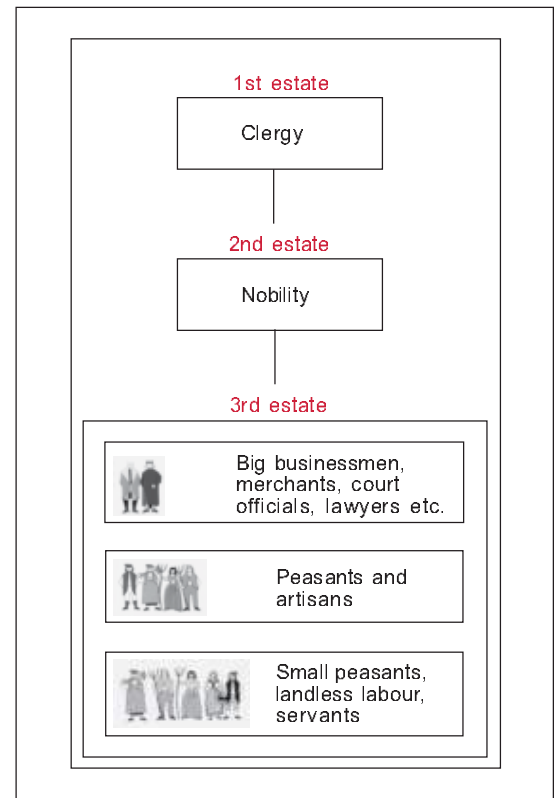 1st estate
Clergy
2nd estate
Nobility
3rd estate
Big businessmen,
merchants, court
officials, lawyers etc.
Peasants and
artisans
Small peasants,
landless labour,
servants